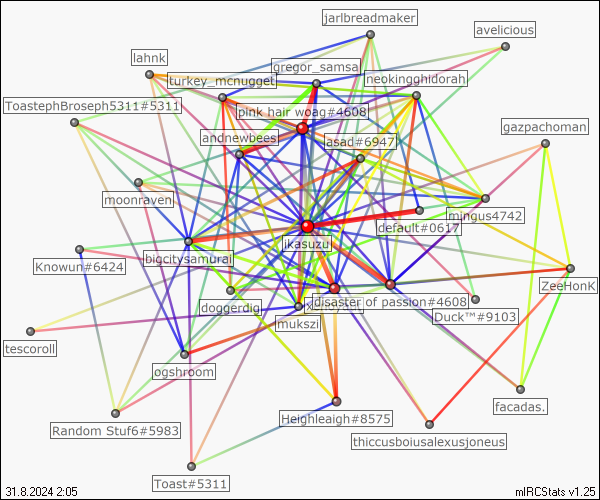 jarlbreadmaker
avelicious
lahnk
gregor_samsa
turkey_mcnugget
neokingghidorah
ToastephBroseph5311#5311
pink hair woag#4608
gazpachoman
andnewbees
asad#6947
moonraven
mingus4742
default#0617
ikasuzu
bigcitysamurai
Knowun#6424
ZeeHonK
disaster of passion#4608
doggerdig
Duck™#9103
mukszi
tescoroll
ogshroom
facadas.
Heighleaigh#8575
Random Stuf6#5983
thiccusboiusalexusjoneus
Toast#5311
31.8.2024 2:05
mIRCStats v1.25